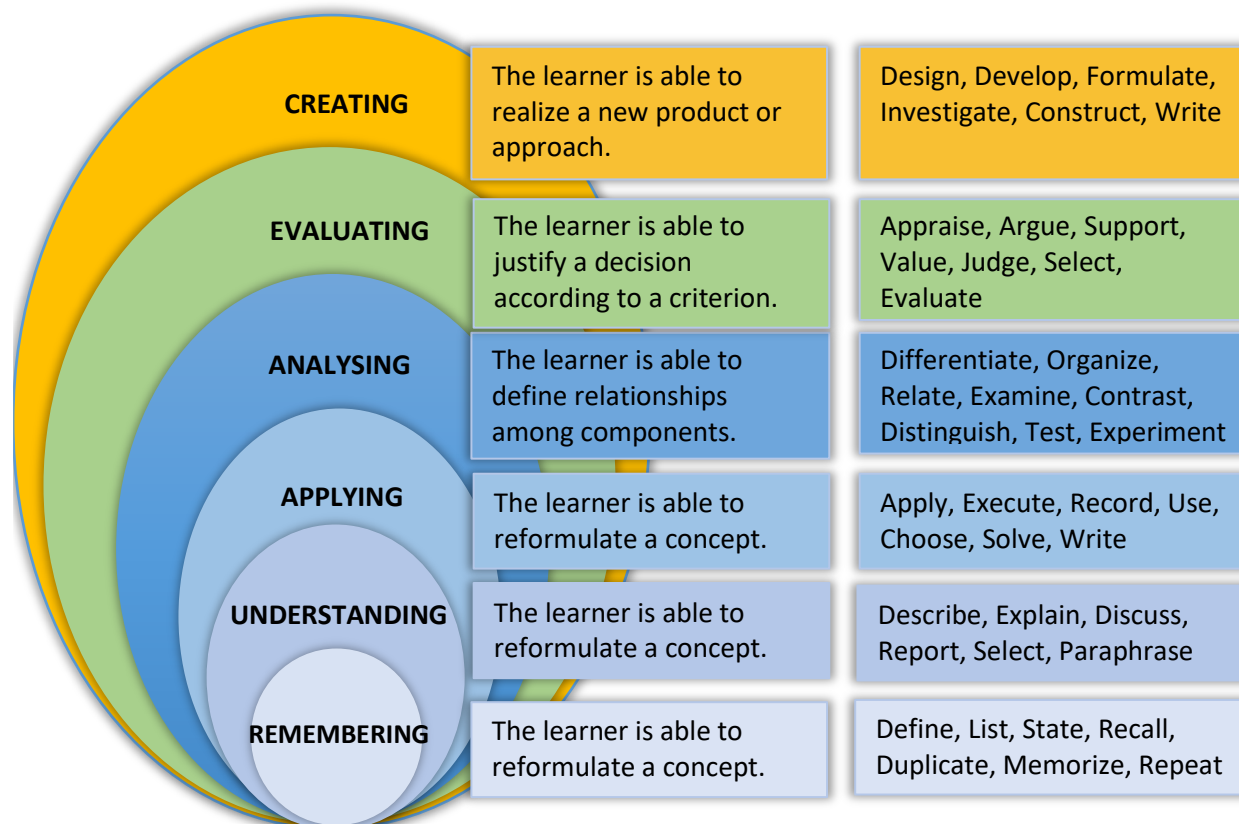 CREATING
The learner is able to
realize a new product or
approach.
Design, Develop, Formulate,
Investigate, Construct, Write
EVALUATING
The learner is able to
justify a decision
according to a criterion.
Appraise, Argue, Support,
Value, Judge, Select,
Evaluate
ANALYSING
The learner is able to
define relationships
among components.
Differentiate, Organize,
Relate, Examine, Contrast,
Distinguish, Test, Experiment
APPLYING
The learner is able to
reformulate a concept.
Apply, Execute, Record, Use,
Choose, Solve, Write
UNDERSTANDING
The learner is able to
reformulate a concept.
Describe, Explain, Discuss,
Report, Select, Paraphrase
REMEMBERING
The learner is able to
reformulate a concept.
Define, List, State, Recall,
Duplicate, Memorize, Repeat